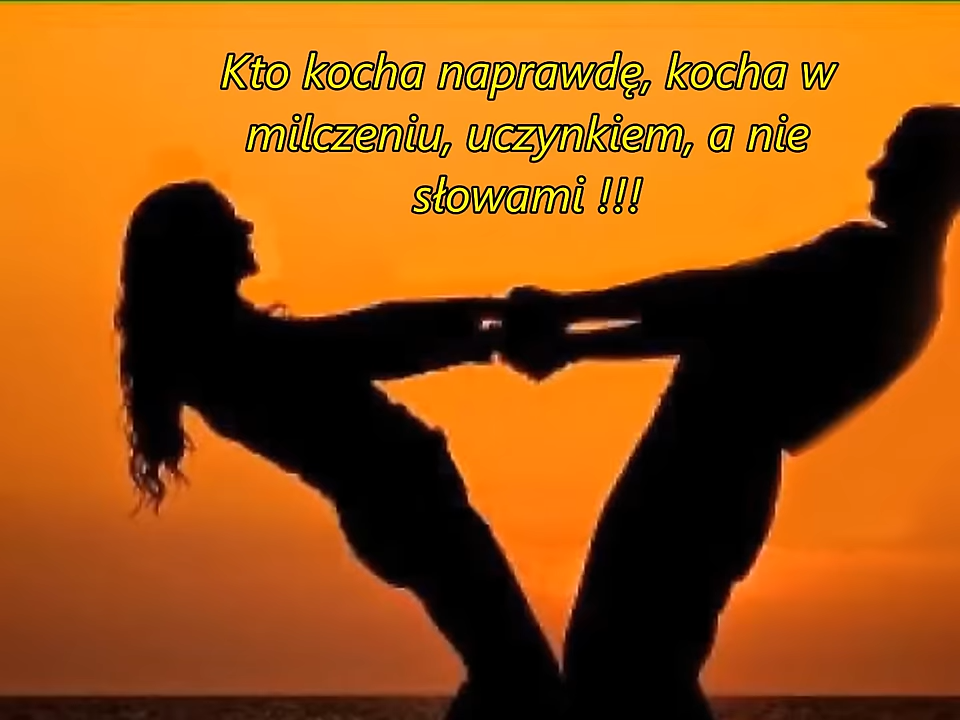 Kto kocha naprawdę, kocha w
milczeniu, uczynkiem, a nie
słowami !!!